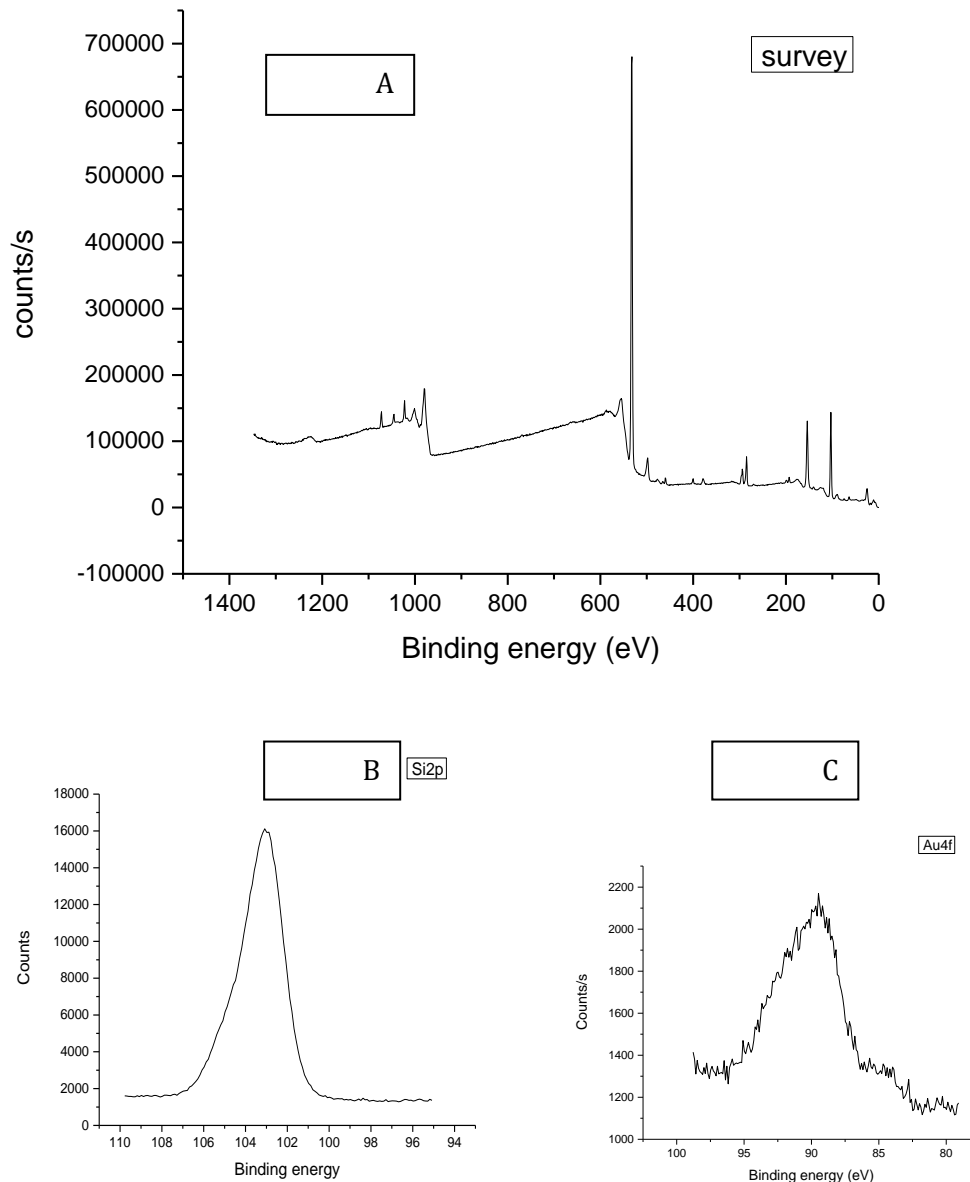 700000
survey
A
600000
500000
400000
300000
200000
100000
0
-100000
counts/s
1400 1200 1000 800 600 400 200 0
Binding energy (eV)
B
Si2p
18000
16000
14000
12000
10000
8000
6000
4000
2000
0
Counts
110 108 106 104 102 100 98 96 94
Binding energy
C
Au4f
2200
2000
1800
1600
1400
1200
1000
Counts/s
100 95 90 85 80
Binding energy (eV)